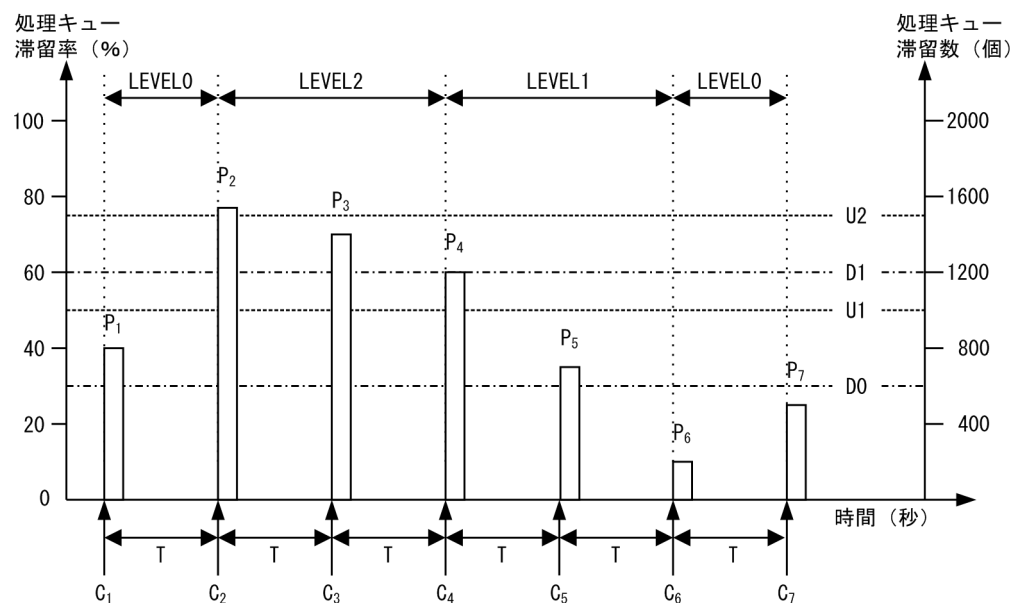 処理キュー
滞留率（%）
処理キュー
滞留数（個）
LEVEL0
LEVEL2
LEVEL1
LEVEL0
100
2000
P2
80
1600
P3
U2
P4
60
D1
1200
U1
P1
P5
40
800
P7
D0
20
400
P6
0
時間（秒）
T
T
T
T
T
T
C1
C2
C3
C4
C5
C6
C7